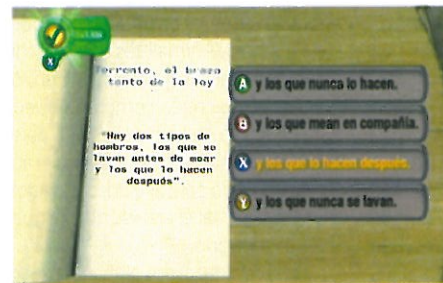 X
Torrente, el brazo
tonto de la ley
"Hay dos tipos de
hombres, los que se
lavan antes de mear
y los que lo hacen
después".
A y los que nunca lo hacen.
B y los que mean en compañía.
X y los que lo hacen después.
Y y los que nunca se lavan.